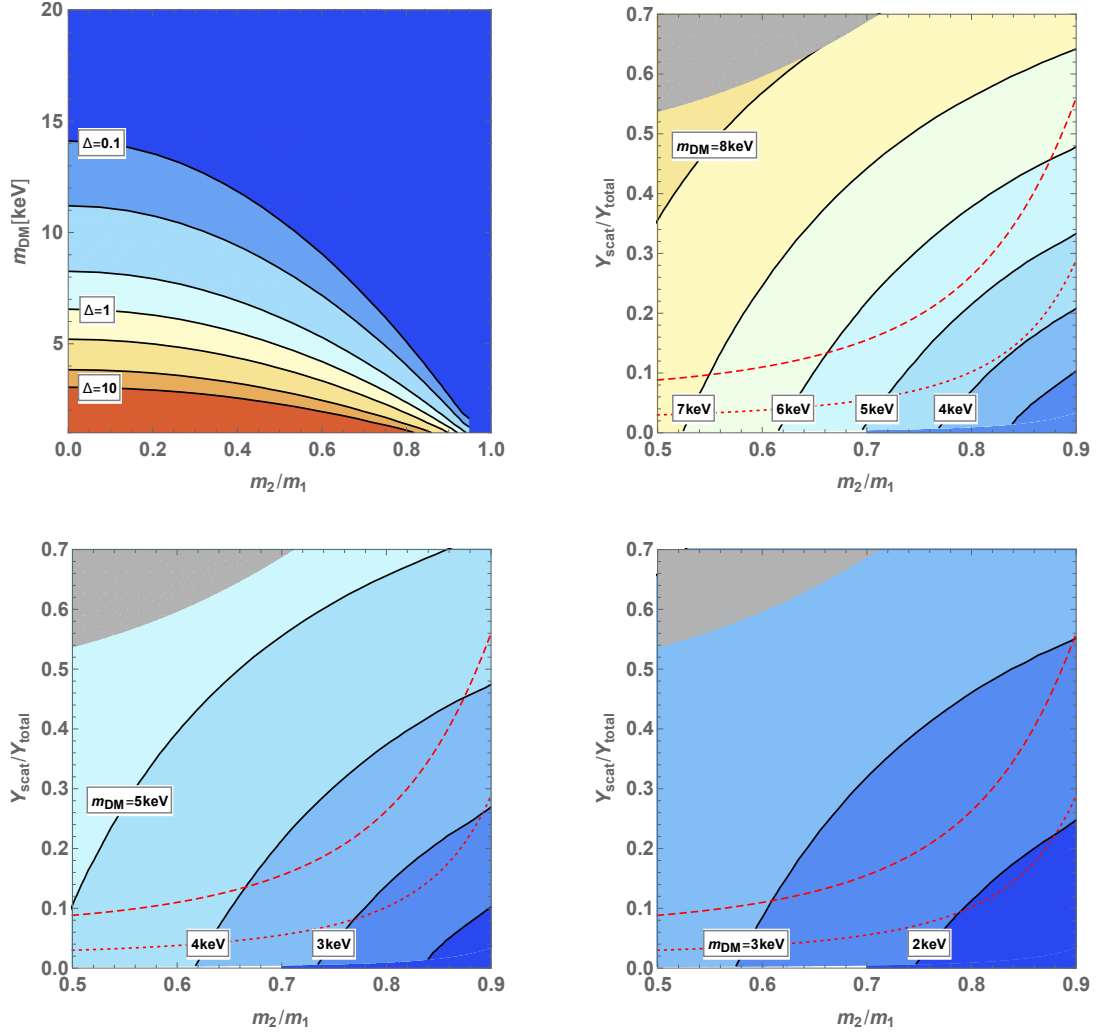 20
15
10
5
m_DM[keV]
Δ=0.1
Δ=1
Δ=10
0.0 0.2 0.4 0.6 0.8 1.0
m_2/m_1
0.7
0.6
0.5
0.4
0.3
0.2
0.1
0.0
Y_scat/Y_total
m_DM=8keV
7keV 6keV 5keV 4keV
0.5 0.6 0.7 0.8 0.9
m_2/m_1
0.7
0.6
0.5
0.4
0.3
0.2
0.1
0.0
Y_scat/Y_total
m_DM=5keV
4keV 3keV
0.5 0.6 0.7 0.8 0.9
m_2/m_1
0.7
0.6
0.5
0.4
0.3
0.2
0.1
0.0
Y_scat/Y_total
m_DM=3keV 2keV
0.5 0.6 0.7 0.8 0.9
m_2/m_1